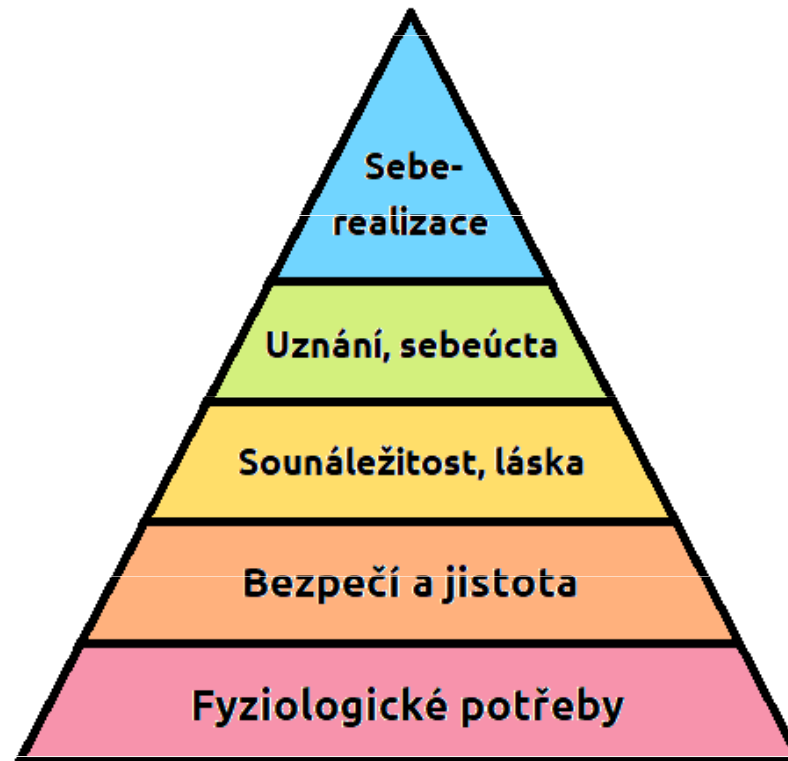 Sebe-
realizace
Uznání, sebeúcta
Sounáležitost, láska
Bezpečí a jistota
Fyziologické potřeby